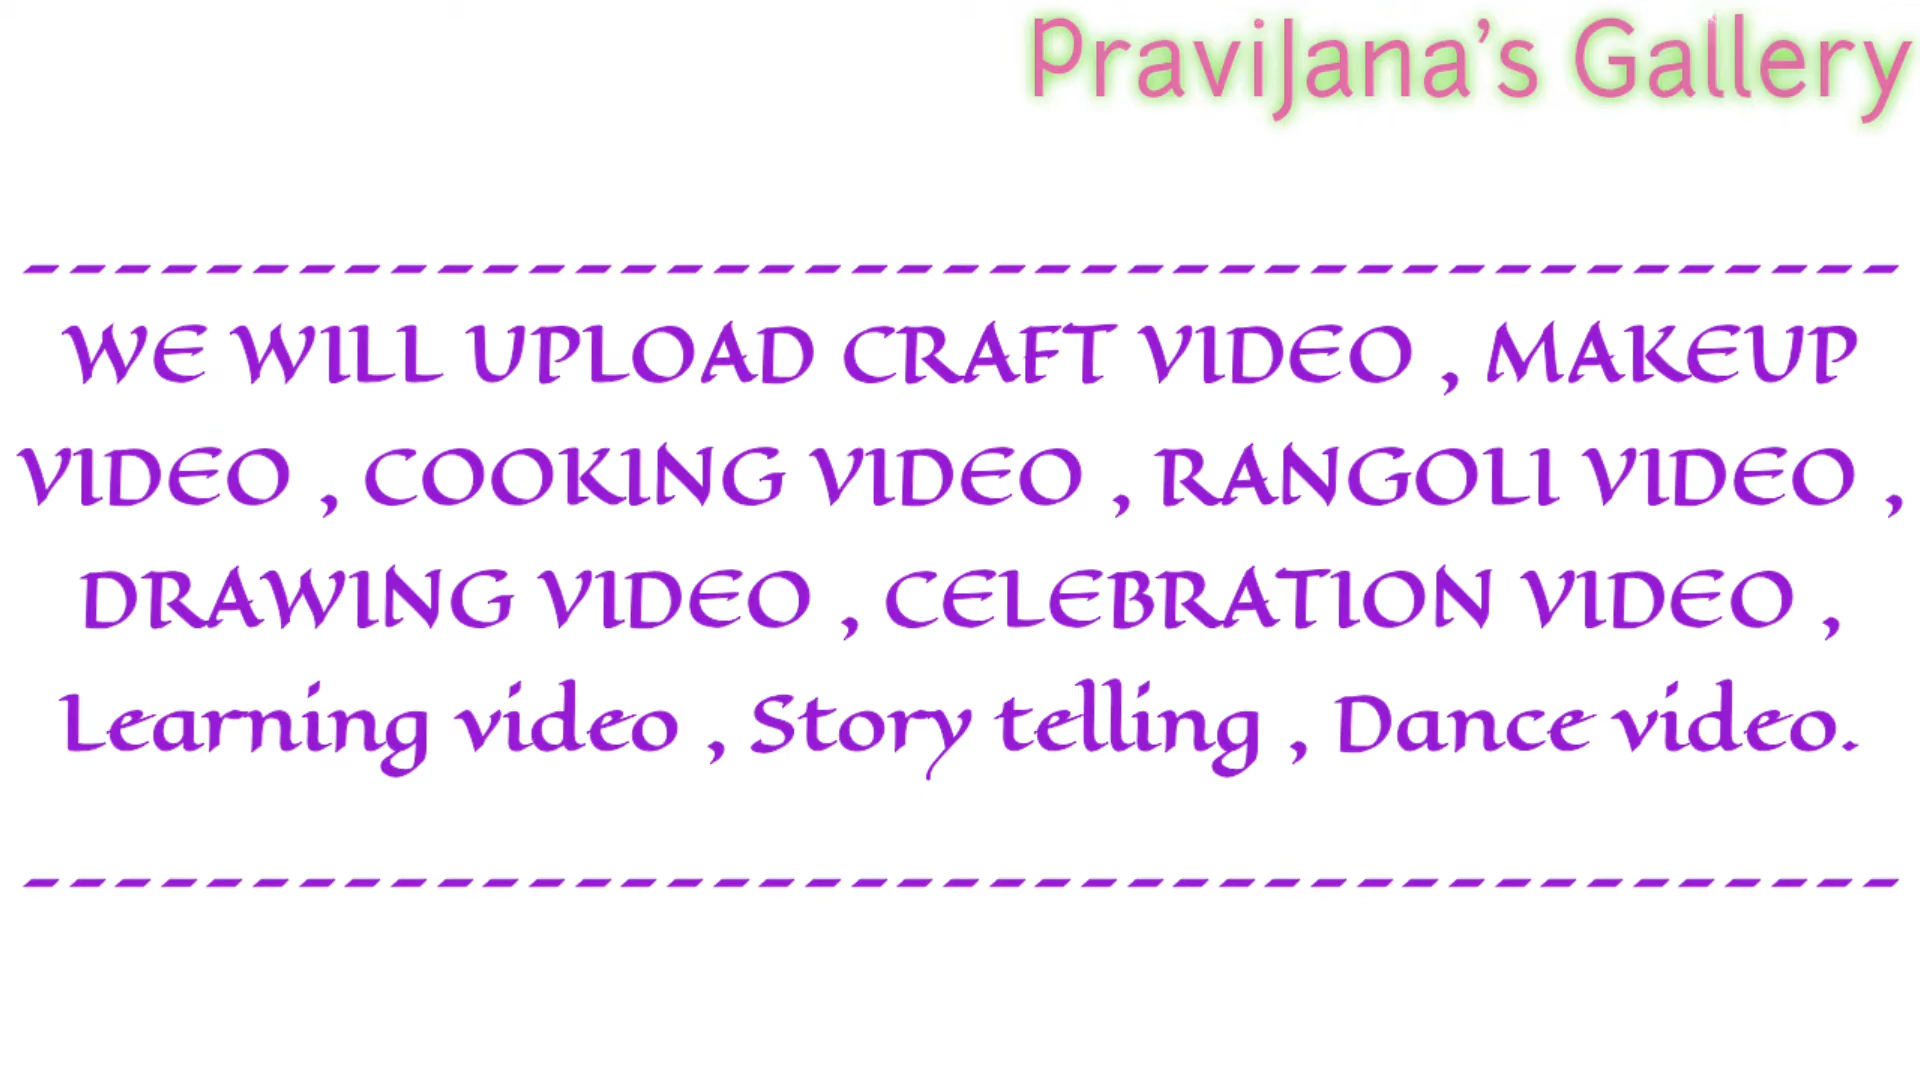 PraviJana's Gallery
-----------------------------------------
WE WILL UPLOAD CRAFT VIDEO , MAKEUP
VIDEO , COOKING VIDEO , RANGOLI VIDEO ,
DRAWING VIDEO , CELEBRATION VIDEO ,
Learning video , Story telling , Dance video.
-----------------------------------------